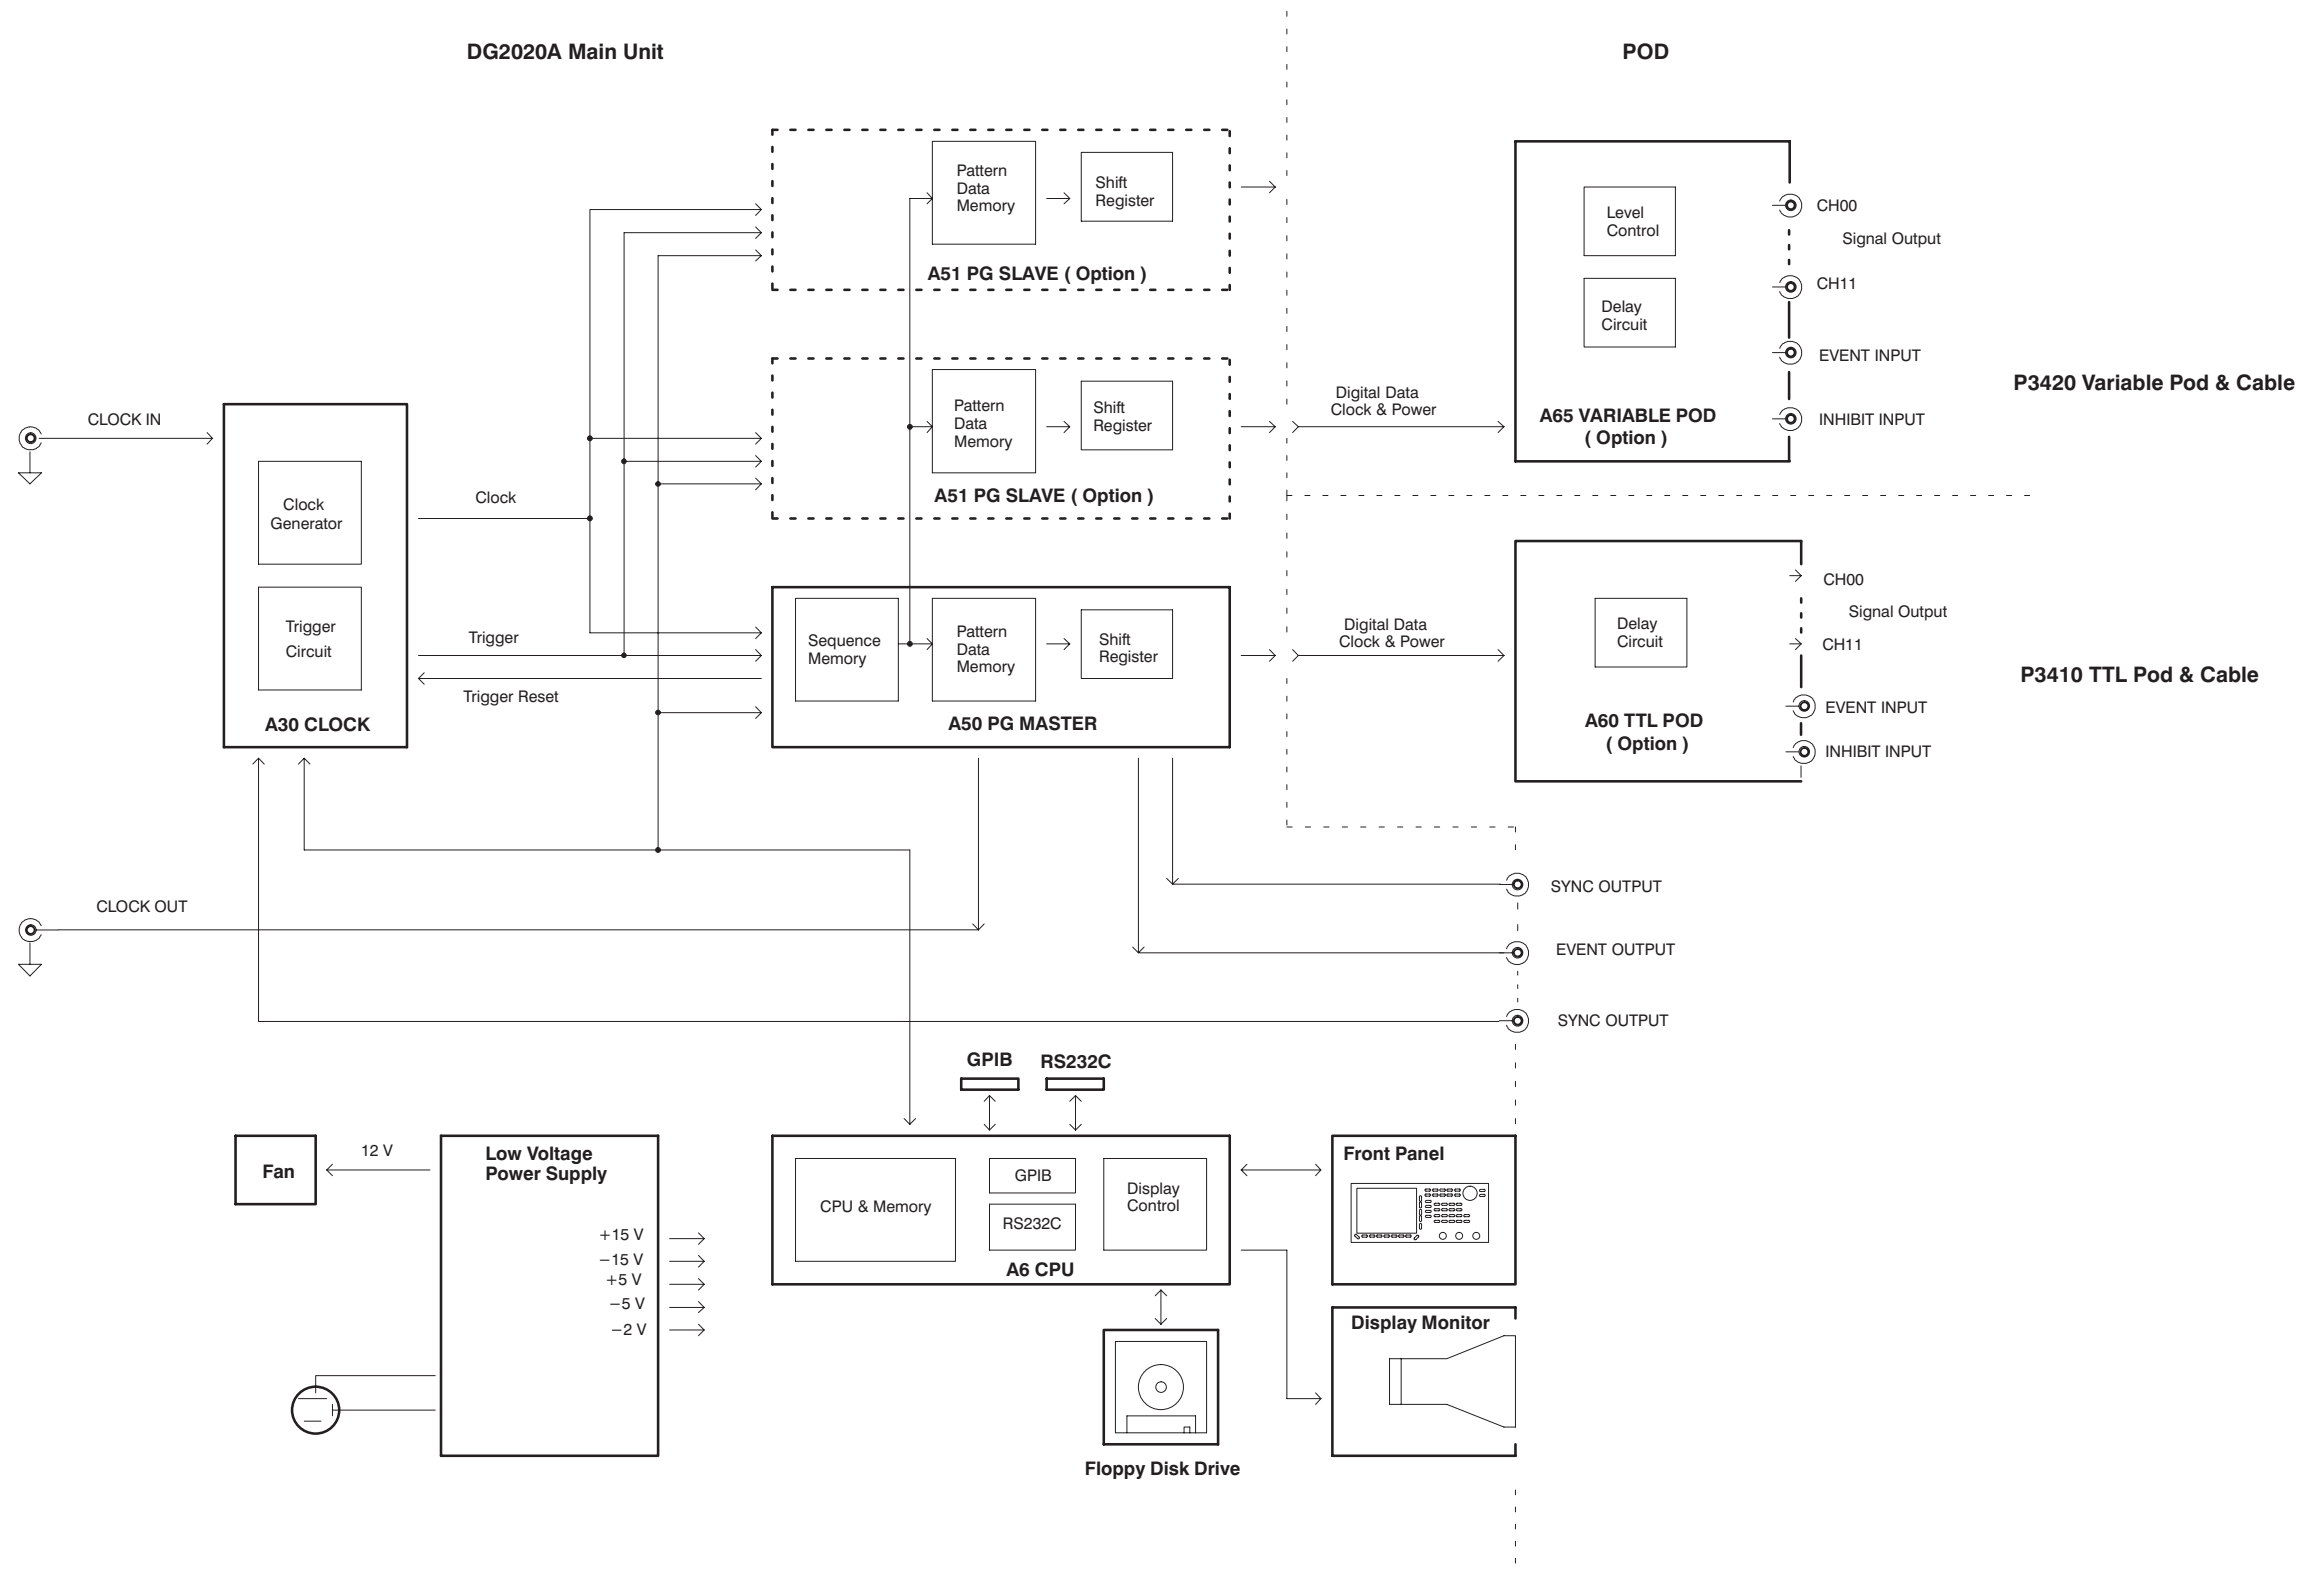 DG2020A Main Unit
POD
Pattern
Data
Memory
Shift
Register
A51 PG SLAVE ( Option )
Level
Control
Delay
Circuit
CH00
Signal Output
CH11
EVENT INPUT
INHIBIT INPUT
A65 VARIABLE POD
( Option )
P3420 Variable Pod & Cable
Pattern
Data
Memory
Shift
Register
A51 PG SLAVE ( Option )
Digital Data
Clock & Power
CLOCK IN
Clock
Generator
Trigger
Circuit
A30 CLOCK
Clock
Trigger
Trigger Reset
Sequence
Memory
Pattern
Data
Memory
Shift
Register
A50 PG MASTER
Digital Data
Clock & Power
Delay
Circuit
A60 TTL POD
( Option )
CH00
Signal Output
CH11
EVENT INPUT
INHIBIT INPUT
P3410 TTL Pod & Cable
CLOCK OUT
SYNC OUTPUT
EVENT OUTPUT
SYNC OUTPUT
GPIB
RS232C
Fan
12 V
Low Voltage
Power Supply
+15 V
−15 V
+5 V
−5 V
−2 V
CPU & Memory
GPIB
RS232C
Display
Control
A6 CPU
Front Panel
Display Monitor
Floppy Disk Drive